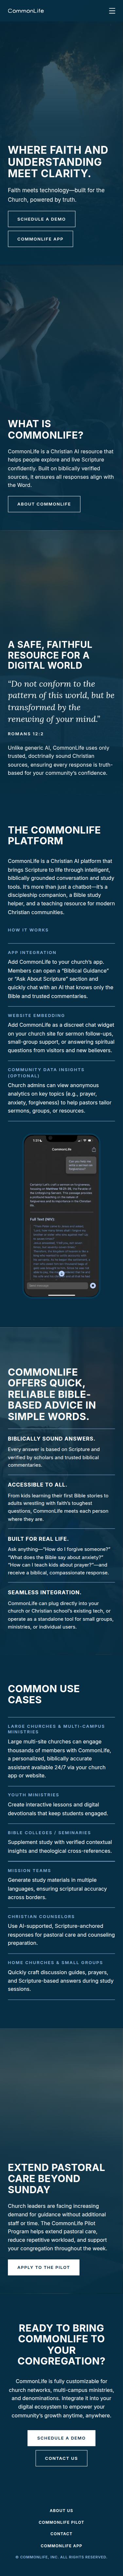 CommonLife
WHERE FAITH AND
UNDERSTANDING
MEET CLARITY.
Faith meets technology—built for the
Church, powered by trust.
SCHEDULE A DEMO
COMMONLIFE APP
WHAT IS
COMMONLIFE?
CommonLife is a Christian AI resource that
helps people explore and live Scripture
confidently. Built on biblically verified
sources, it ensures all responses align with
the Word.
ABOUT COMMONLIFE
A SAFE, FAITHFUL
RESOURCE FOR A
DIGITAL WORLD
“Do not conform to the
pattern of this world, but be
transformed by the
renewing of your mind.”
ROMANS 12:2
Unlike generic AI, CommonLife uses only
trusted, doctrinally sound Christian
sources, ensuring every response is truth-
based for your community's confidence.
THE COMMONLIFE
PLATFORM
CommonLife is a Christian AI platform that
brings Scripture to life through intelligent,
biblically grounded conversations and study
tools. It's more than just a chatbot—it's a
discipleship companion, a Bible study
helper, and a teaching resource for modern
Christian communities.
HOW IT WORKS
APP INTEGRATION
Add CommonLife to your church's app.
Members can open a “Biblical Guidance”
or “Ask About Scripture” section and
quickly chat with an AI that knows only the
Bible and trusted commentaries.
WEBSITE EMBEDDING
Add CommonLife as a discreet chat widget
on your church site for sermon follow-ups,
small-group support, or answering spiritual
questions from visitors and new believers.
COMMUNITY DATA INSIGHTS
(OPTIONAL)
Church admins can view anonymous
analytics on key topics (e.g., prayer,
anxiety, forgiveness) to help pastors tailor
sermons, groups, or resources.
CommonLife
Full Text (NIV):
COMMONLIFE
OFFERS QUICK,
RELIABLE BIBLE-
BASED ADVICE IN
SIMPLE WORDS.
BIBLICALLY SOUND ANSWERS.
Every answer is based on Scripture and
verified by scholars and trusted biblical
commentaries.
ACCESSIBLE TO ALL.
From kids learning their first Bible stories to
adults wrestling with faith's toughest
questions, CommonLife meets each person
where they are.
BUILT FOR REAL LIFE.
Ask anything—“How do I forgive someone?”
“What does the Bible say about anxiety?”
“How can I teach kids about prayer?”—and
receive a biblical, compassionate response.
SEAMLESS INTEGRATION.
CommonLife can plug directly into your
church or Christian school's existing tech, or
operate as a standalone tool for small groups,
ministries, or individual users.
COMMON USE
CASES
LARGE CHURCHES & MULTI-CAMPUS
MINISTRIES
Large multi-site churches can engage
thousands of members with CommonLife,
a personalized, biblically accurate
assistant available 24/7 via your church
app or website.
YOUTH MINISTRIES
Create interactive lessons and digital
devotionals that keep students engaged.
BIBLE COLLEGES / SEMINARIES
Supplement study with verified contextual
insights and theological cross-references.
MISSION TEAMS
Generate study materials in multiple
languages, ensuring scriptural accuracy
across borders.
CHRISTIAN COUNSELORS
Use AI-supported, Scripture-anchored
responses for pastoral care and counseling
preparation.
HOME CHURCHES & SMALL GROUPS
Quickly craft discussion guides, prayers,
and Scripture-based answers during study
sessions.
EXTEND PASTORAL
CARE BEYOND
SUNDAY
Church leaders are facing increasing
demand for guidance without additional
staff or time. The CommonLife Pilot
Program helps extend pastoral care,
reduce repetitive workload, and support
your congregation throughout the week.
APPLY TO THE PILOT
READY TO BRING
COMMONLIFE TO
YOUR
CONGREGATION?
CommonLife is fully customizable for
church networks, multi-campus ministries,
and denominations. Integrate it into your
digital ecosystem to empower your
community's growth anytime, anywhere.
SCHEDULE A DEMO
CONTACT US
ABOUT US
COMMONLIFE PILOT
CONTACT
COMMONLIFE APP
© COMMONLIFE, INC. ALL RIGHTS RESERVED.